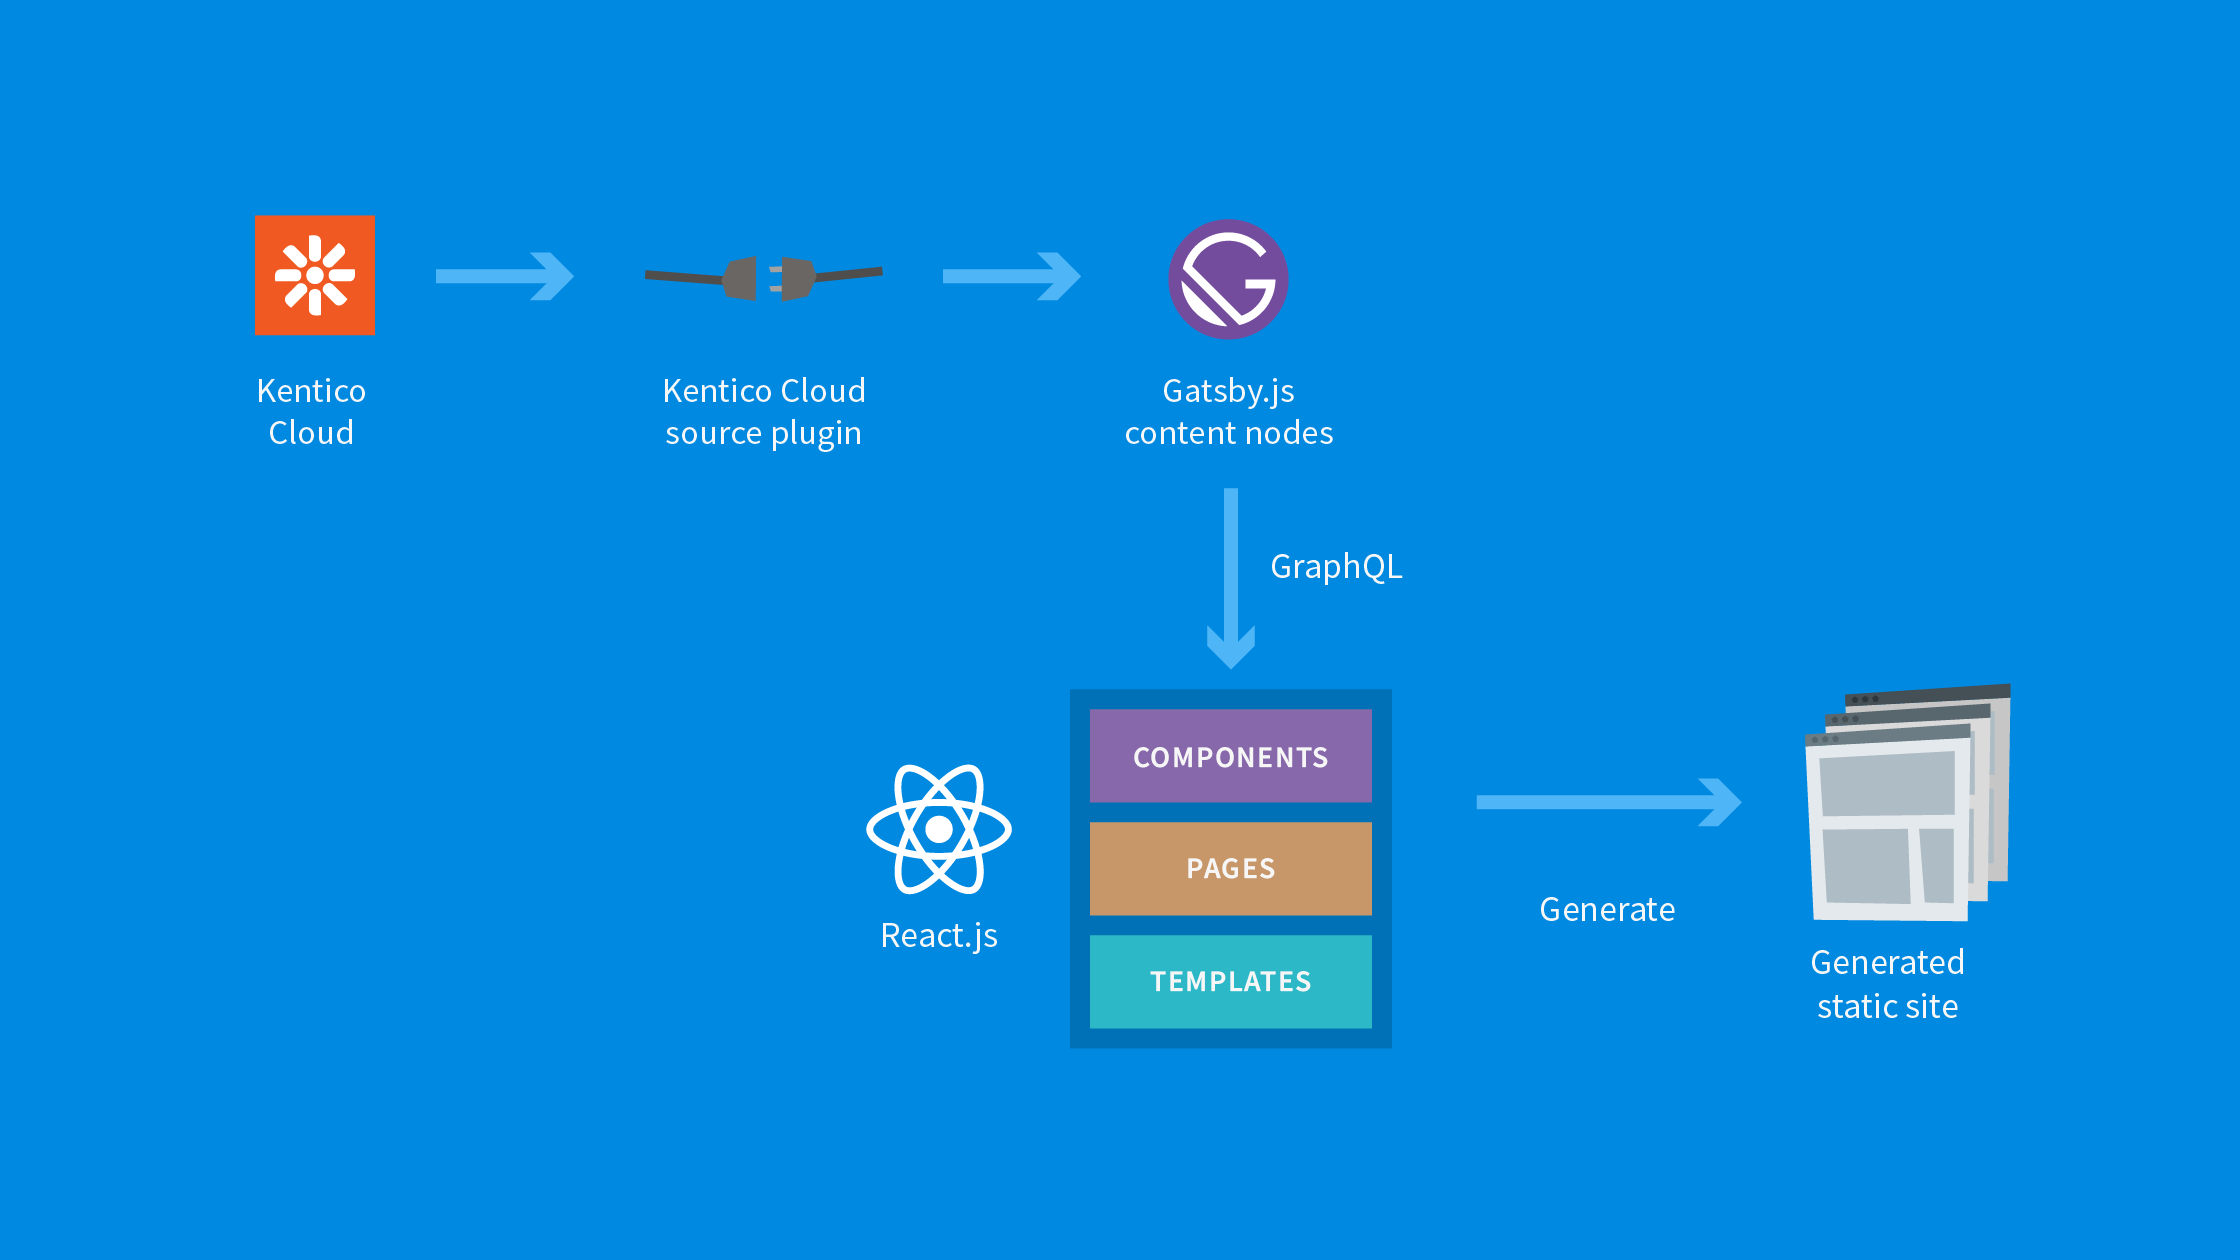 Kentico
Cloud
Kentico Cloud
source plugin
Gatsby.js
content nodes
GraphQL
React.js
COMPONENTS
PAGES
TEMPLATES
Generate
Generated
static site